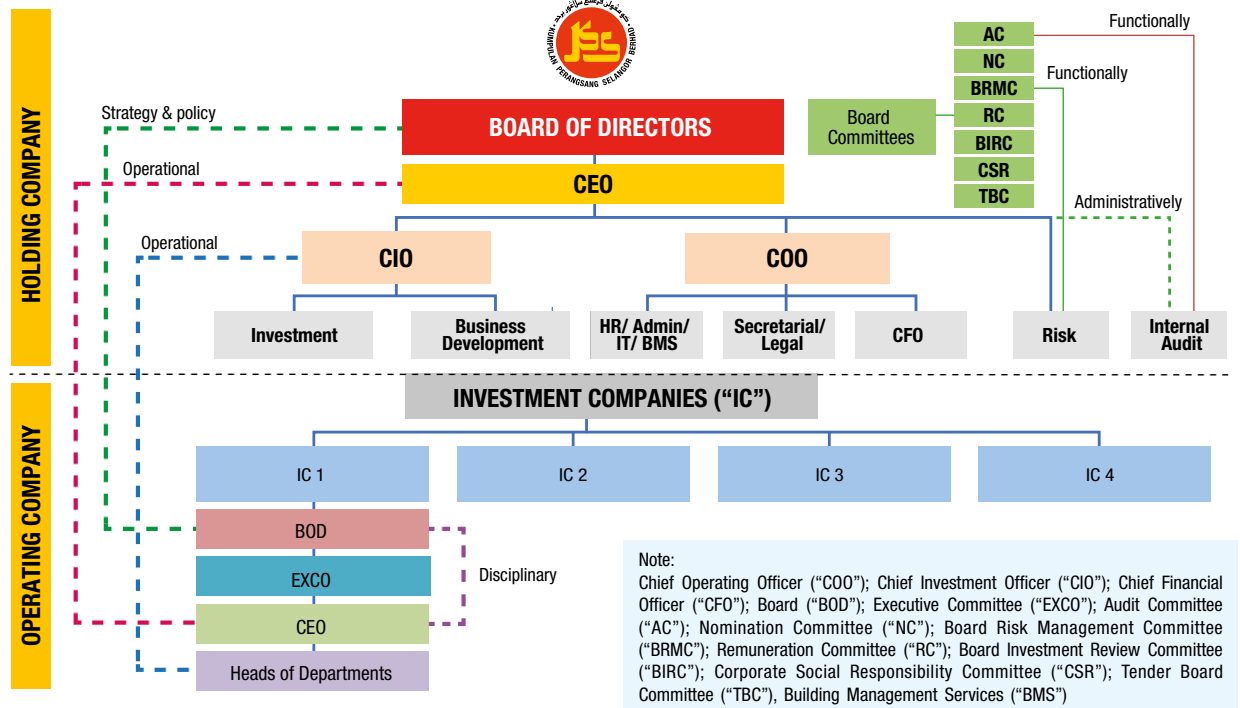 KUMPULAN PERANGSANG SELANGOR BERHAD
HOLDING COMPANY
Strategy & policy
BOARD OF DIRECTORS
Operational
CEO
Board
Committees
AC
NC
BRMC
RC
BIRC
CSR
TBC
Functionally
Functionally
Administratively
Operational
CIO
COO
Investment
Business
Development
HR/ Admin/
IT/ BMS
Secretarial/
Legal
CFO
Risk
Internal
Audit
OPERATING COMPANY
INVESTMENT COMPANIES (“IC”)
IC 1
IC 2
IC 3
IC 4
BOD
EXCO
CEO
Heads of Departments
Disciplinary
Note:
Chief Operating Officer (“COO”); Chief Investment Officer (“CIO”); Chief Financial
Officer (“CFO”); Board (“BOD”); Executive Committee (“EXCO”); Audit Committee
(“AC”); Nomination Committee (“NC”); Board Risk Management Committee
(“BRMC”); Remuneration Committee (“RC”); Board Investment Review Committee
(“BIRC”); Corporate Social Responsibility Committee (“CSR”); Tender Board
Committee (“TBC”), Building Management Services (“BMS”)